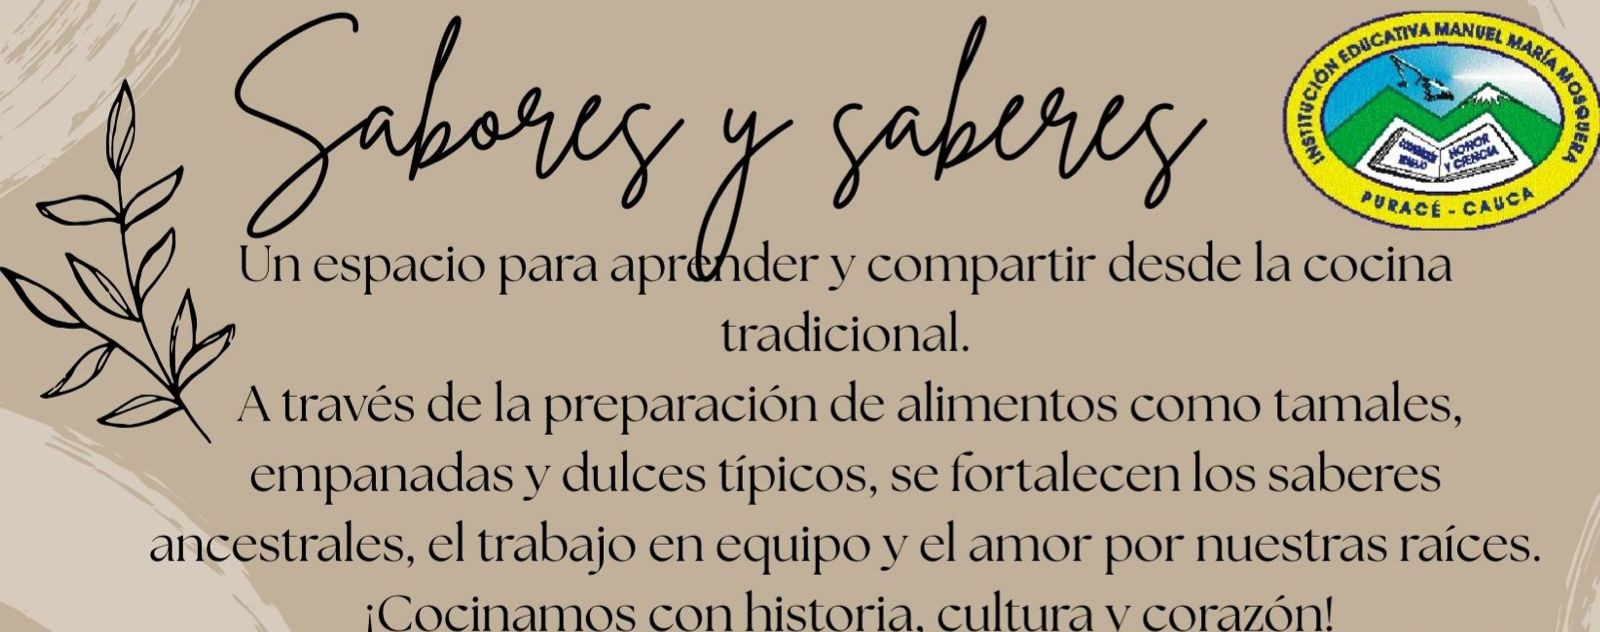 Sabores y saberes
INSTITUCIÓN EDUCATIVA MANUEL MARÍA MOSQUERA
HONOR
Y CIENCIA
PURACÉ - CAUCA
Un espacio para aprender y compartir desde la cocina
tradicional.
A través de la preparación de alimentos como tamales,
empanadas y dulces típicos, se fortalecen los saberes
ancestrales, el trabajo en equipo y el amor por nuestras raíces.
¡Cocinamos con historia, cultura y corazón!